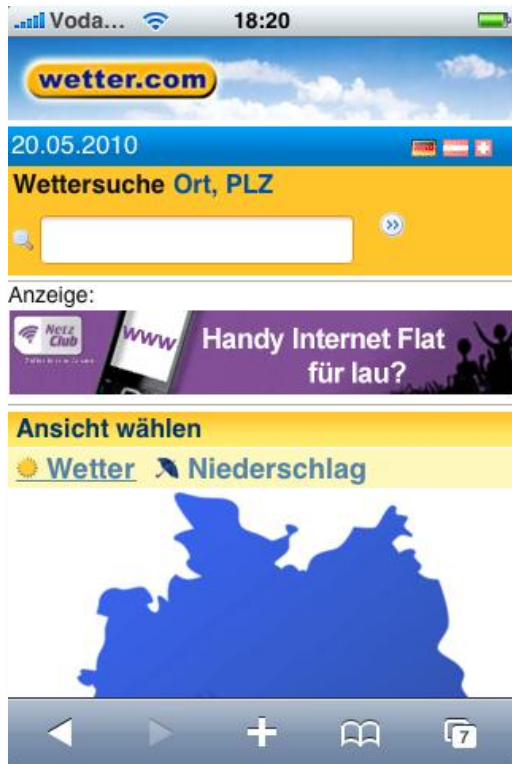 Voda... 18:20
wetter.com
20.05.2010
Wettersuche Ort, PLZ
Anzeige:
Netz
Club
www
Handy Internet Flat
für lau?
Ansicht wählen
Wetter Niederschlag
7